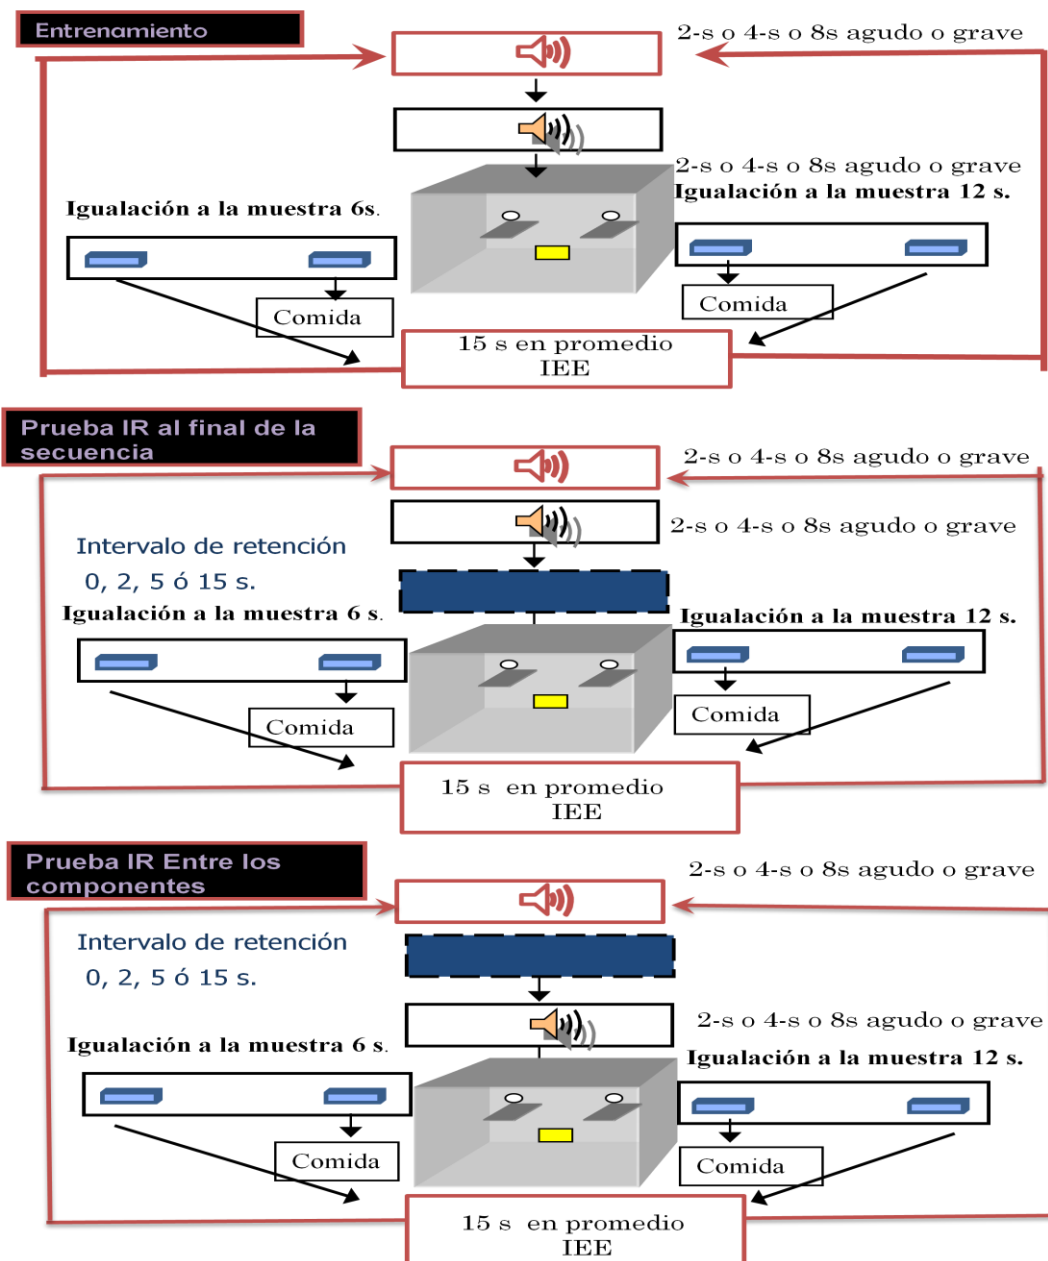 Entrenamiento
2-s o 4-s o 8s agudo o grave
2-s o 4-s o 8s agudo o grave
Igualación a la muestra 6s.
Igualación a la muestra 12 s.
Comida
Comida
15 s en promedio
IEE
Prueba IR al final de la
secuencia
2-s o 4-s o 8s agudo o grave
2-s o 4-s o 8s agudo o grave
Intervalo de retención
0, 2, 5 ó 15 s.
Igualación a la muestra 6 s.
Igualación a la muestra 12 s.
Comida
Comida
15 s en promedio
IEE
Prueba IR Entre los
componentes
2-s o 4-s o 8s agudo o grave
Intervalo de retención
0, 2, 5 ó 15 s.
2-s o 4-s o 8s agudo o grave
Igualación a la muestra 6 s.
Igualación a la muestra 12 s.
Comida
Comida
15 s en promedio
IEE